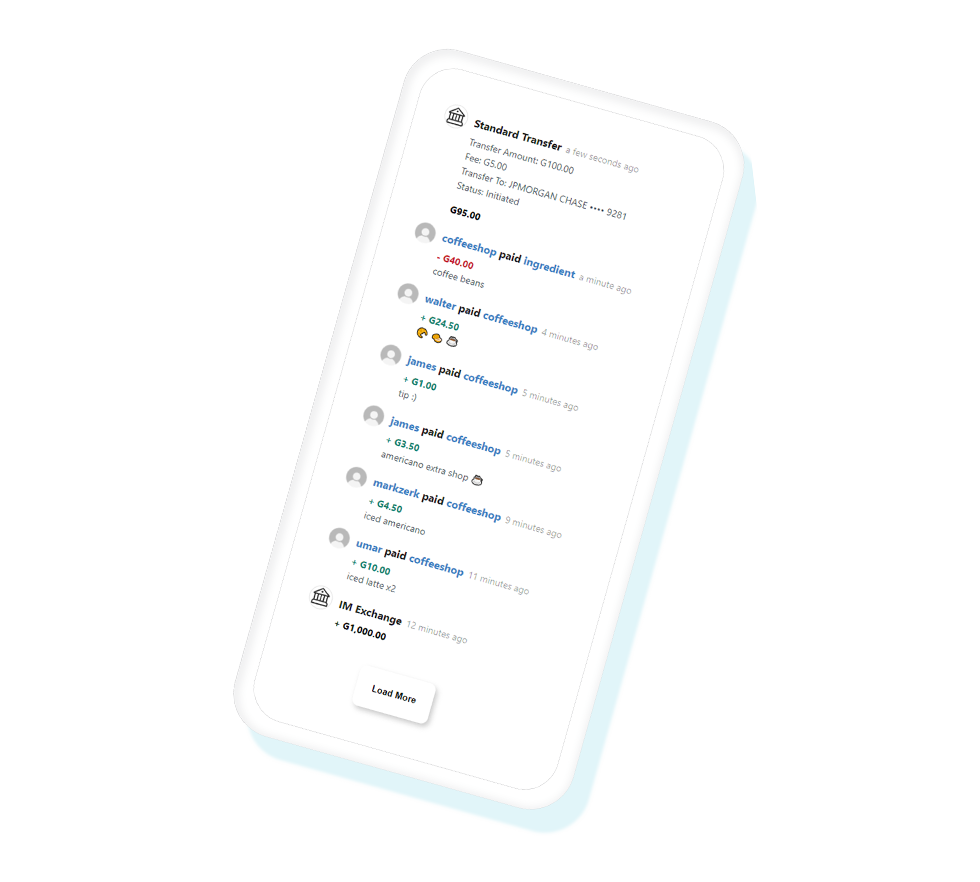 Standard Transfer a few seconds ago
Transfer Amount: G100.00
Fee: G5.00
Transfer To: JPMORGAN CHASE •••• 9281
Status: Initiated
G95.00
coffeeshop paid ingredient a minute ago
- G40.00
coffee beans
walter paid coffeeshop 4 minutes ago
+ G24.50
🥐 🥐 ☕
james paid coffeeshop 5 minutes ago
+ G1.00
tip :)
james paid coffeeshop 5 minutes ago
+ G3.50
americano extra shop ☕
markzerk paid coffeeshop 9 minutes ago
+ G4.50
iced americano
umar paid coffeeshop 11 minutes ago
+ G10.00
iced latte x2
IM Exchange 12 minutes ago
+ G1,000.00
Load More